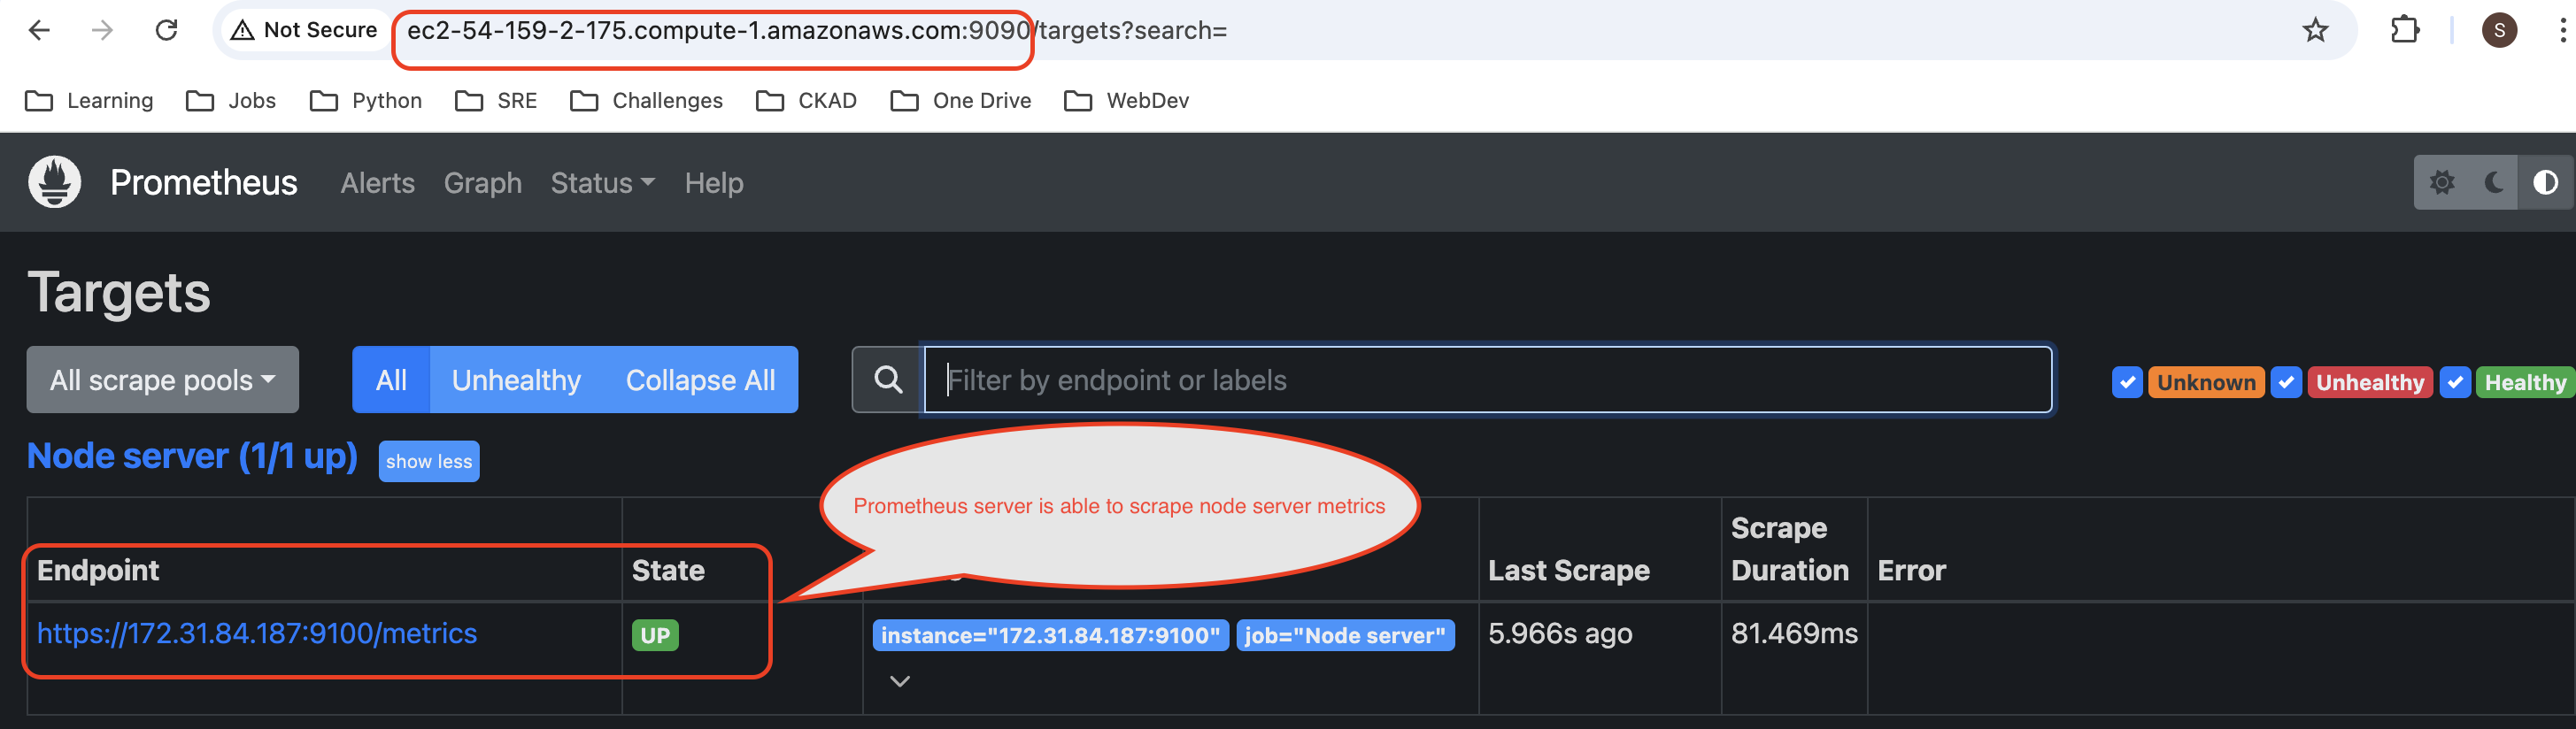 Not Secure ec2-54-159-2-175.compute-1.amazonaws.com:9090/targets?search= S
Learning Jobs Python SRE Challenges CKAD One Drive WebDev
Prometheus Alerts Graph Status Help
Targets
All scrape pools All Unhealthy Collapse All Filter by endpoint or labels Unknown Unhealthy Healthy
Node server (1/1 up) show less
Prometheus server is able to scrape node server metrics
Endpoint State Last Scrape Scrape Duration Error
https://172.31.84.187:9100/metrics UP instance="172.31.84.187:9100" job="Node server" 5.966s ago 81.469ms